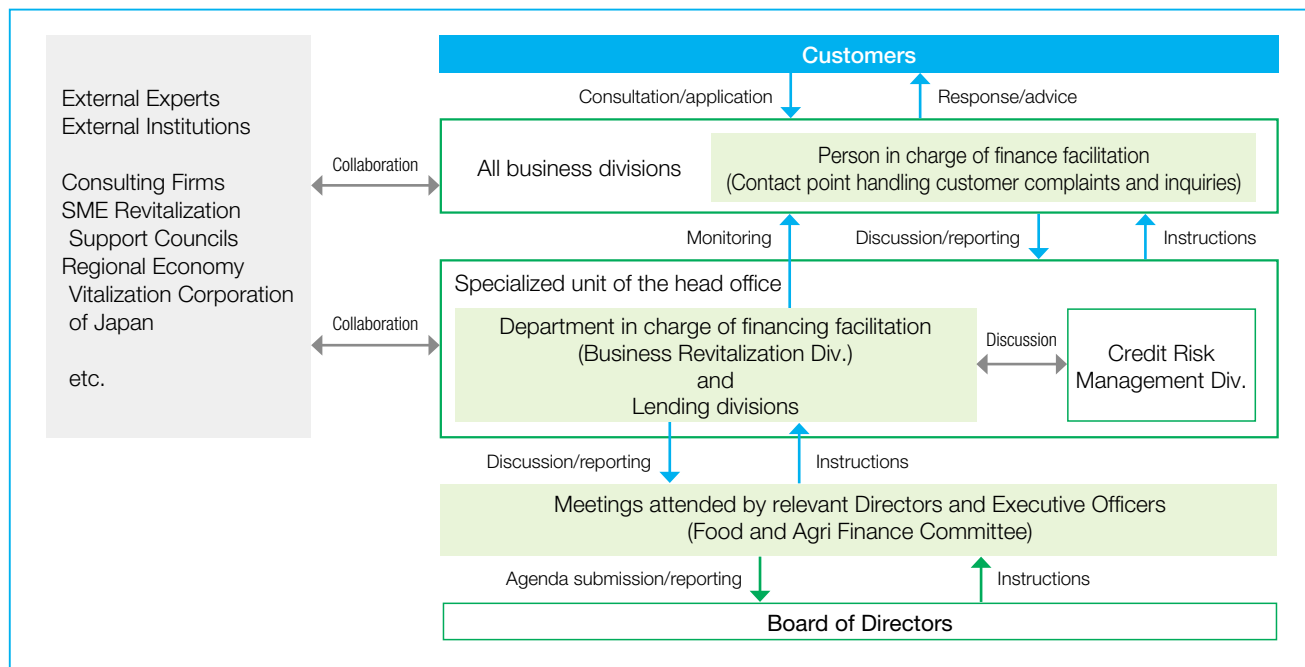 Customers
External Experts
External Institutions
Consulting Firms
SME Revitalization
Support Councils
Regional Economy
Vitalization Corporation
of Japan
etc.
Consultation/application
Response/advice
Collaboration
All business divisions
Person in charge of finance facilitation
(Contact point handling customer complaints and inquiries)
Monitoring
Discussion/reporting
Instructions
Specialized unit of the head office
Collaboration
Department in charge of financing facilitation
(Business Revitalization Div.)
and
Lending divisions
Discussion
Credit Risk
Management Div.
Discussion/reporting
Instructions
Meetings attended by relevant Directors and Executive Officers
(Food and Agri Finance Committee)
Agenda submission/reporting
Instructions
Board of Directors